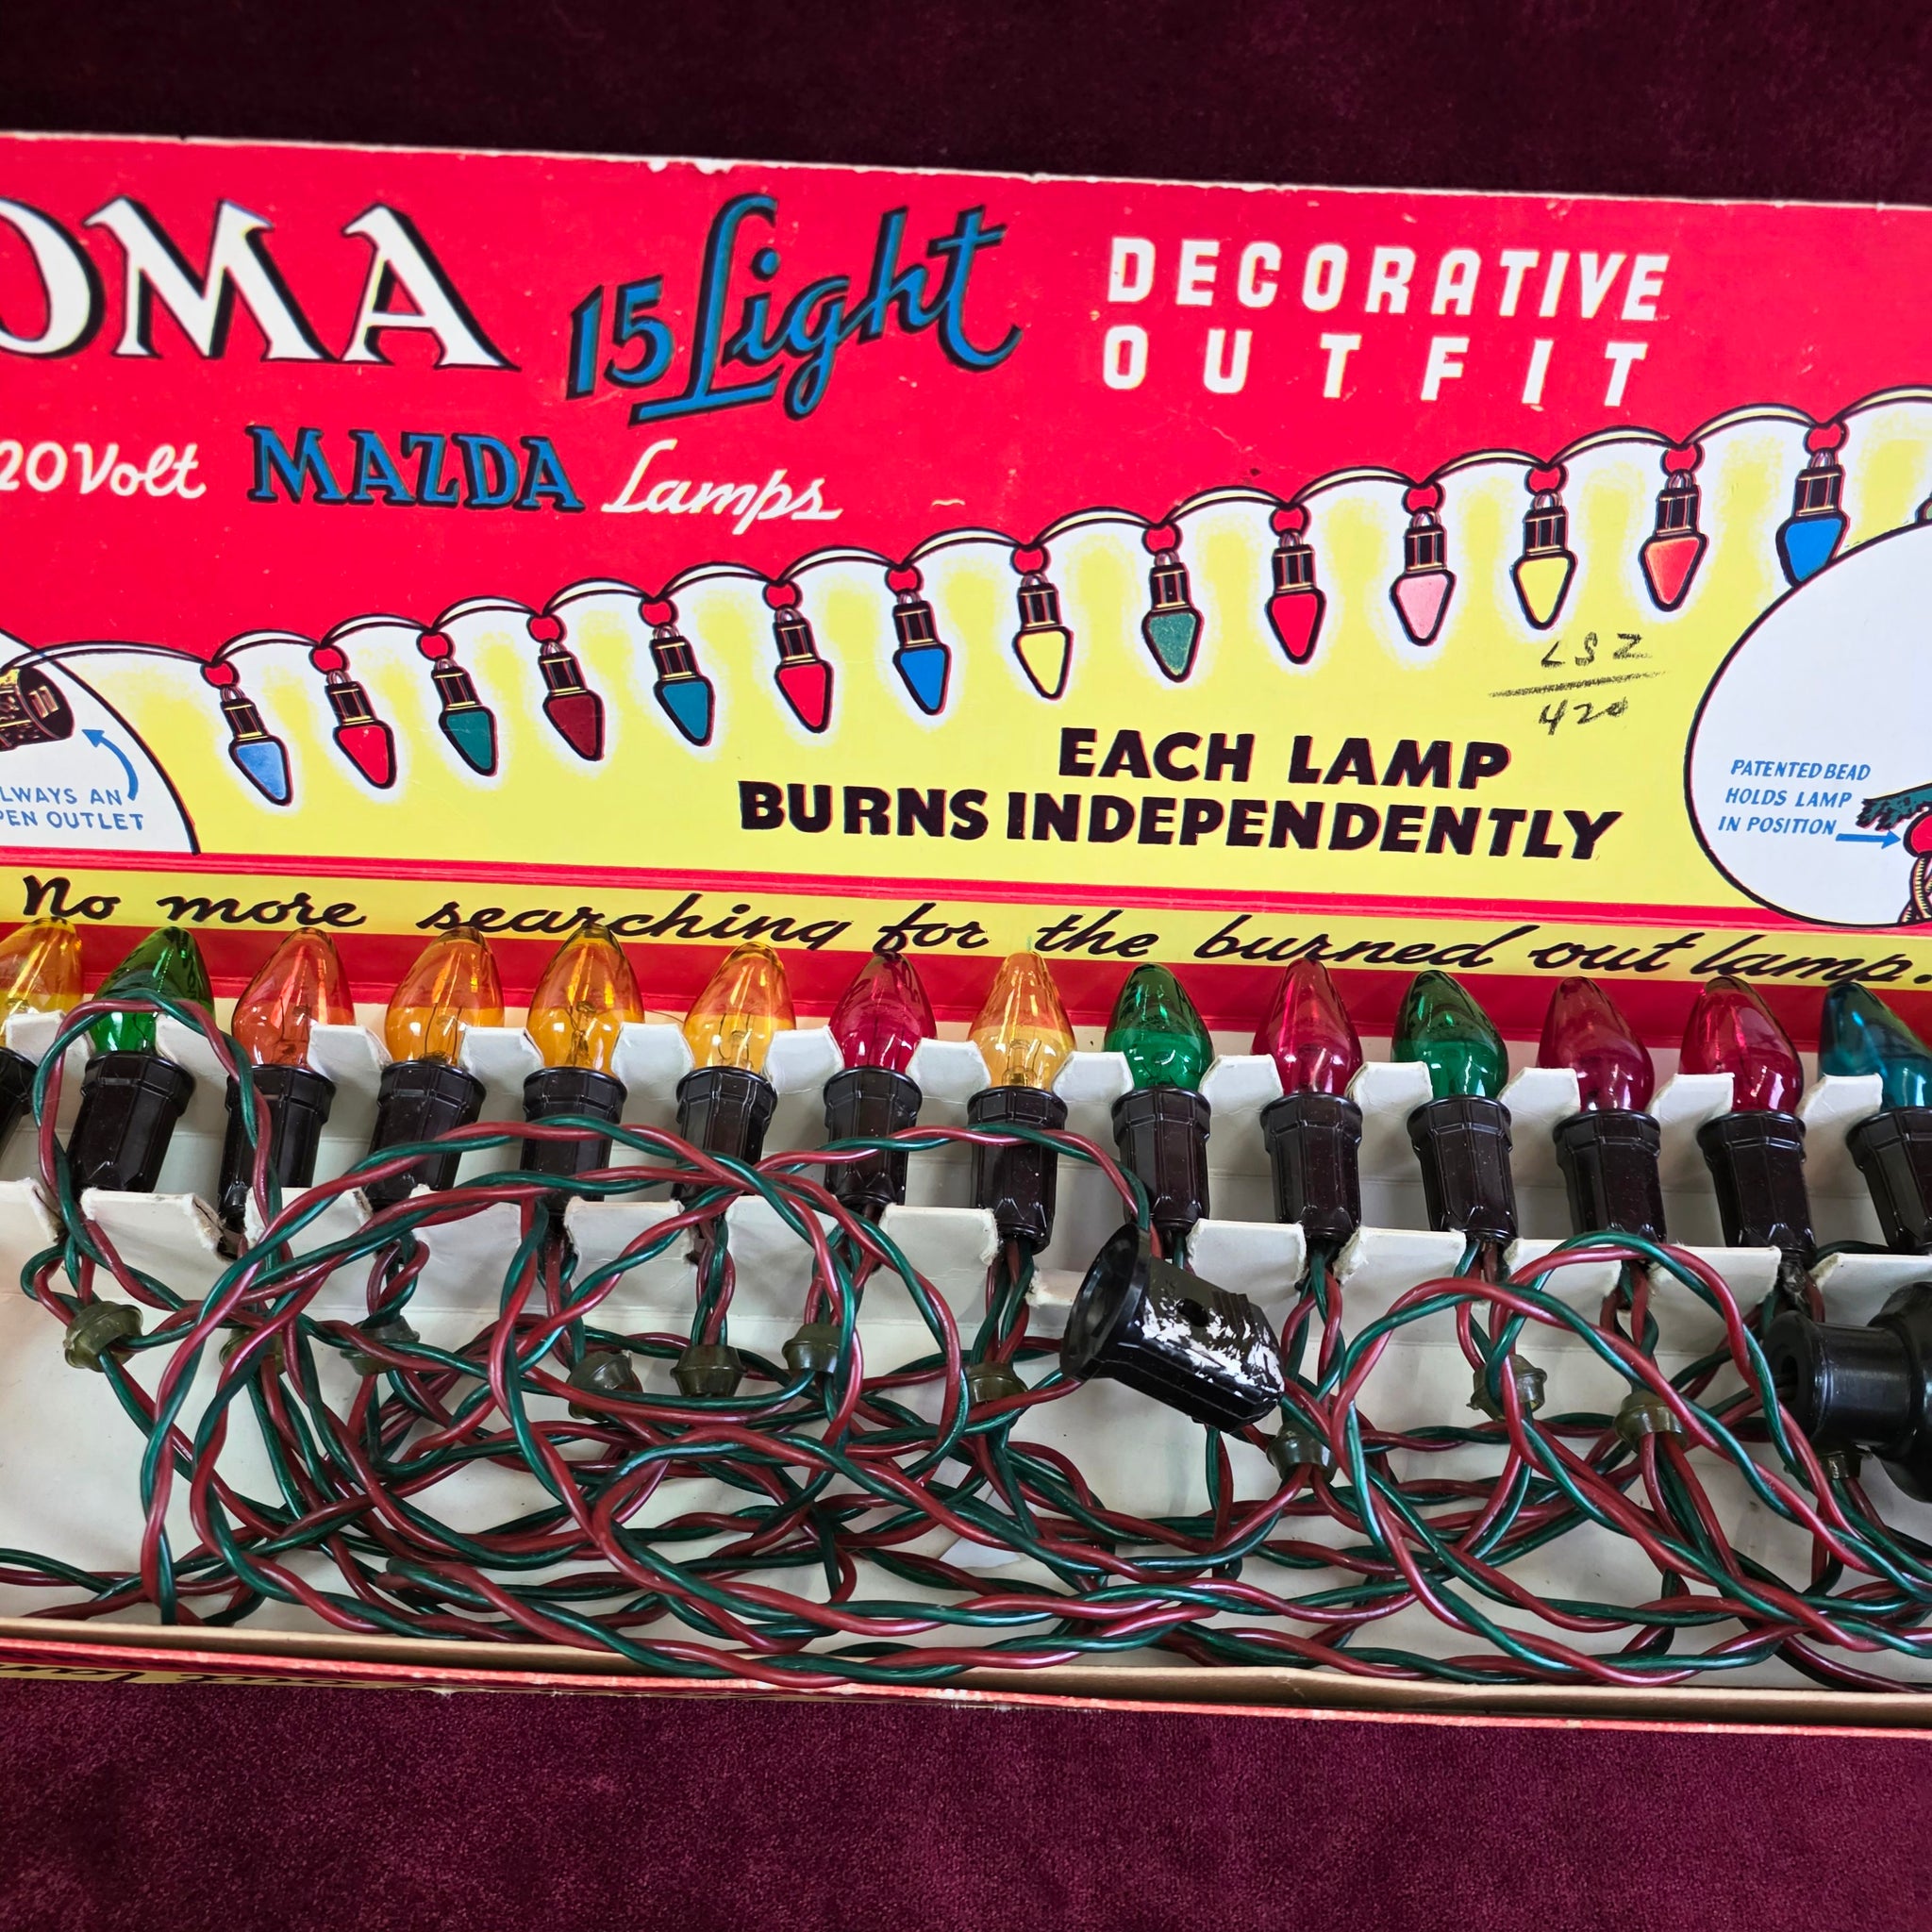 OMA 15 Light DECORATIVE
OUTFIT
20 Volt MAZDA Lamps
LSZ
420
EACH LAMP
BURNS INDEPENDENTLY
LWAYS AN
PEN OUTLET
PATENTED BEAD
HOLDS LAMP
IN POSITION
No more searching for the burned out lamp.